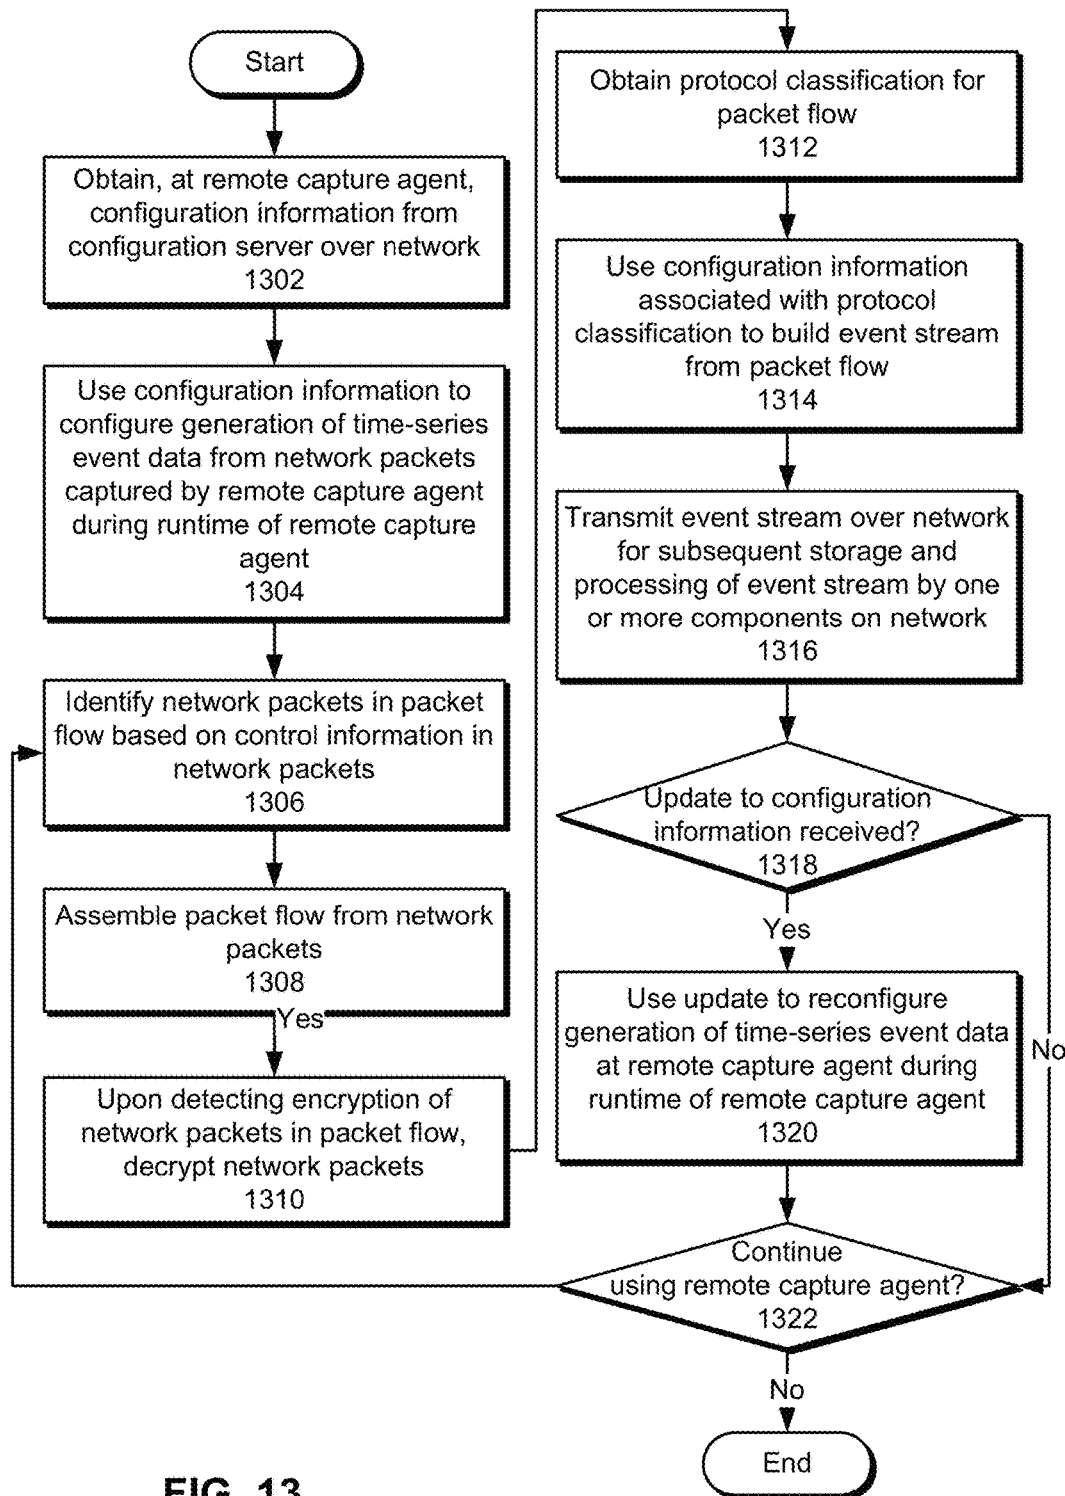 Start
Obtain, at remote capture agent,
configuration information from
configuration server over network
1302
Use configuration information to
configure generation of time-series
event data from network packets
captured by remote capture agent
during runtime of remote capture
agent
1304
Identify network packets in packet
flow based on control information in
network packets
1306
Assemble packet flow from network
packets
1308
Yes
Upon detecting encryption of
network packets in packet flow,
decrypt network packets
1310
Obtain protocol classification for
packet flow
1312
Use configuration information
associated with protocol
classification to build event stream
from packet flow
1314
Transmit event stream over network
for subsequent storage and
processing of event stream by one
or more components on network
1316
Update to configuration
information received?
1318
Yes
No
Use update to reconfigure
generation of time-series event data
at remote capture agent during
runtime of remote capture agent
1320
Continue
using remote capture agent?
1322
No
End
FIG. 13